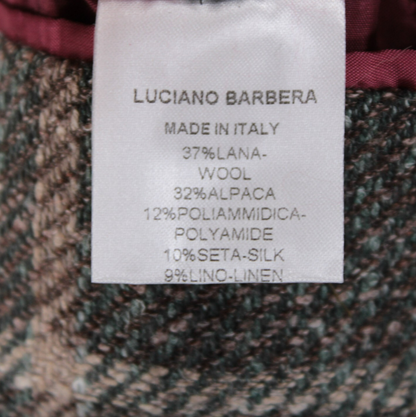 LUCIANO BARBERA
MADE IN ITALY
37%LANA-
WOOL
32%ALPACA
12%POLIAMMIDICA-
POLYAMIDE
10%SETA-SILK
9%LINO-LINEN